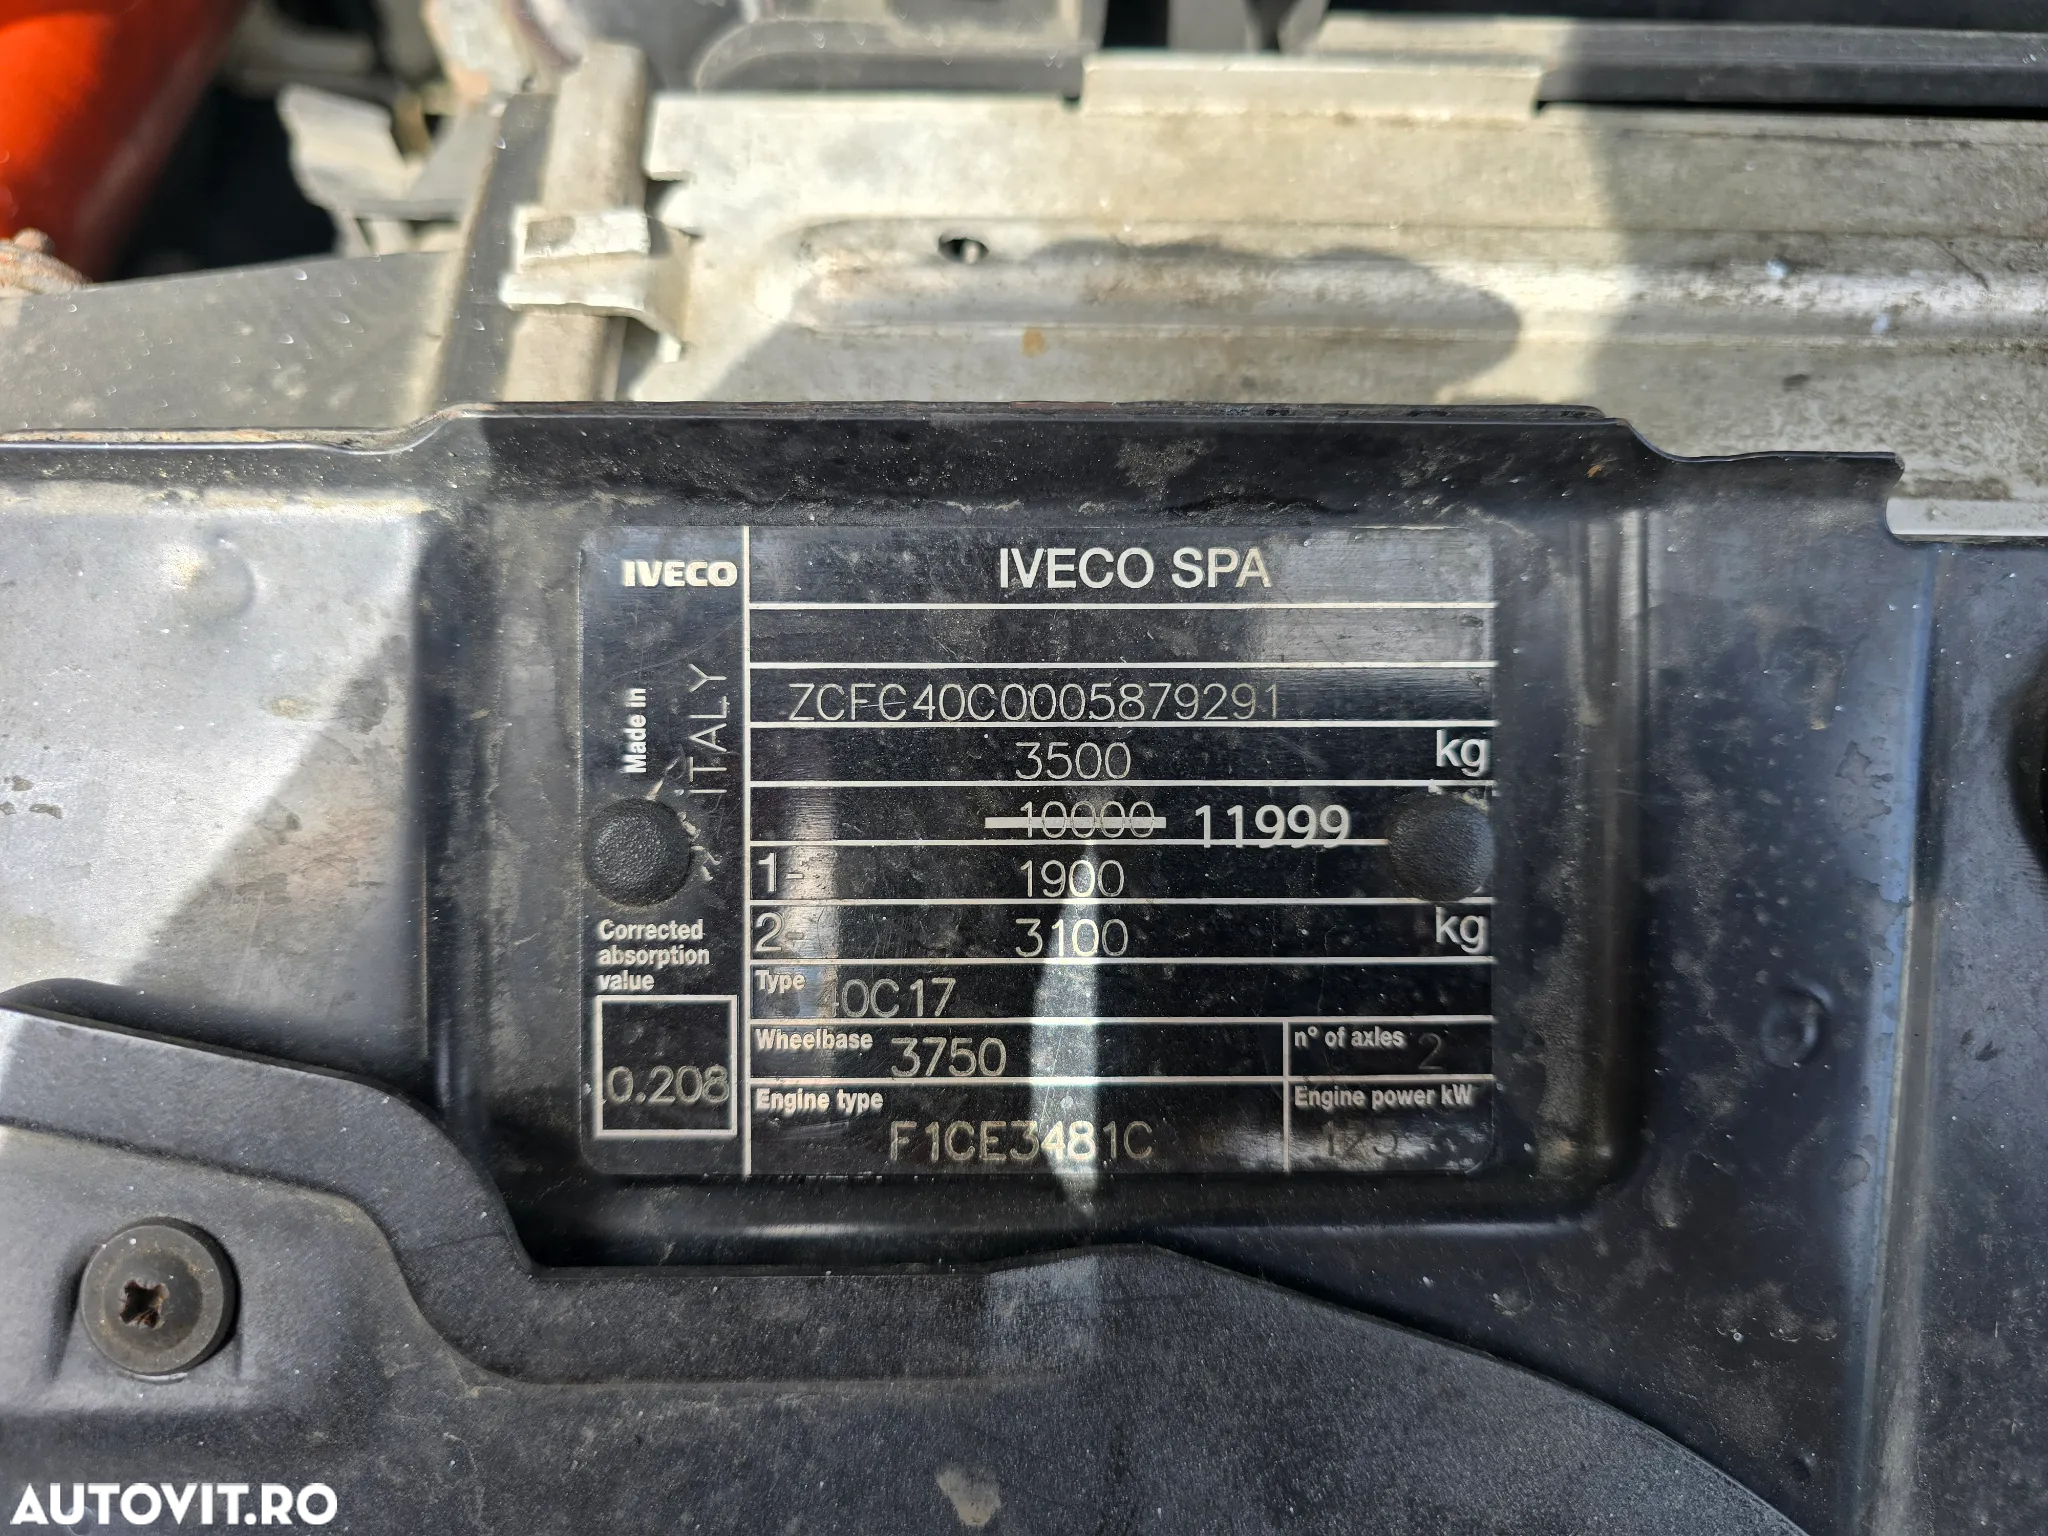 IVECO
IVECO SPA
Made in ITALY
ZCFC40C0005879291
3500 kg
10000 11999
1- 1900
2- 3100 kg
Corrected
absorption
value
0.208
Type 40C17
Wheelbase 3750
n° of axles 2
Engine type
F1CE3481C
Engine power kW
125
AUTOVIT.RO